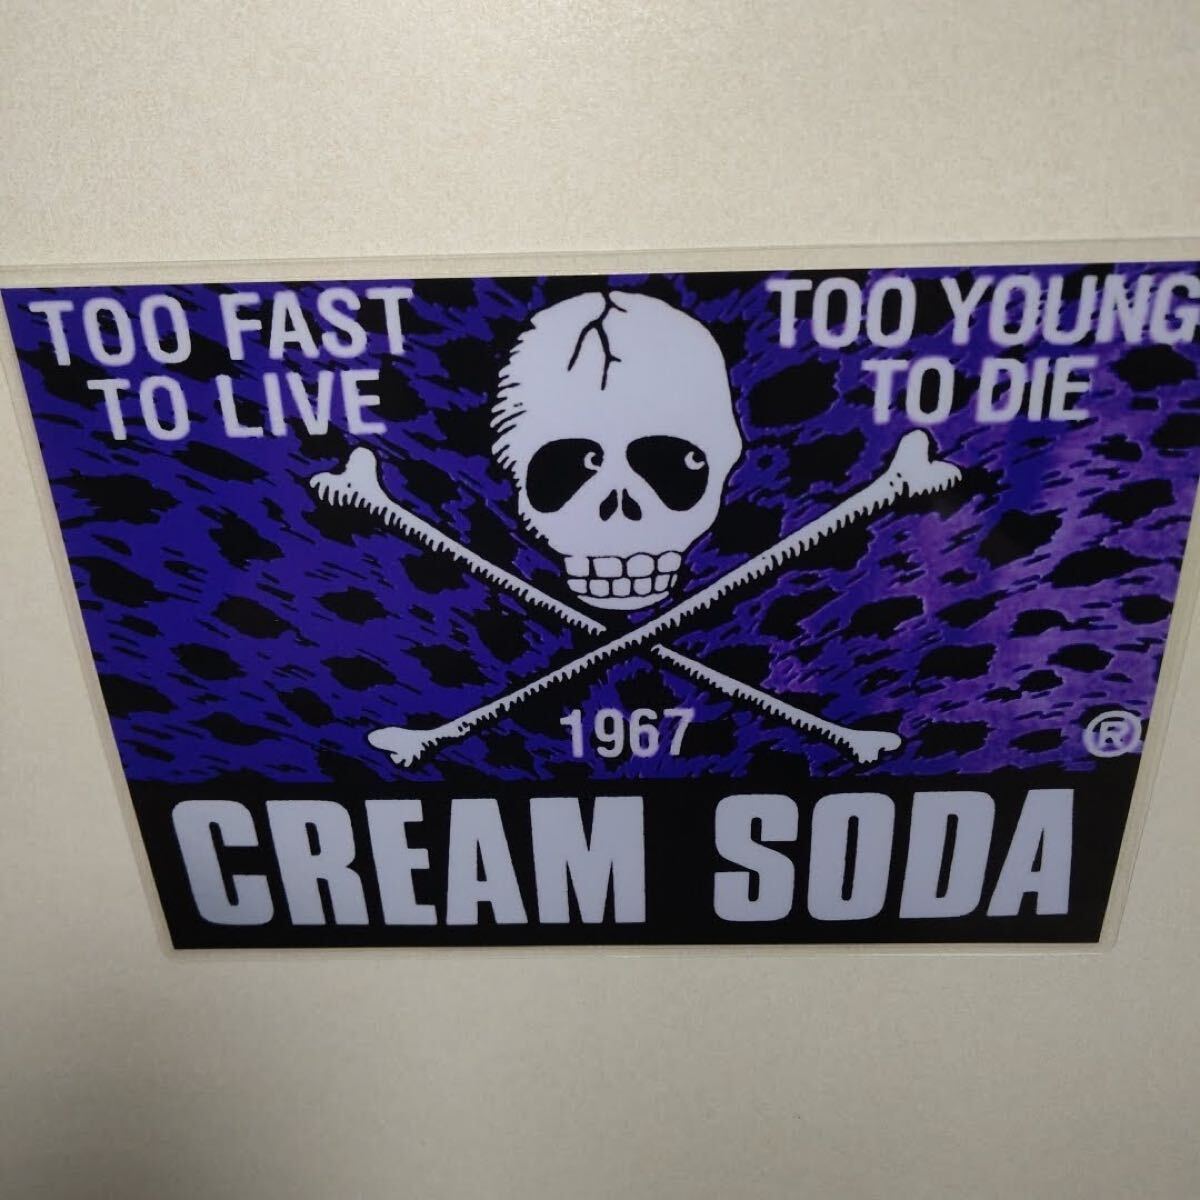 TOO FAST
TO LIVE
TOO YOUNG
TO DIE
1967
®
CREAM SODA